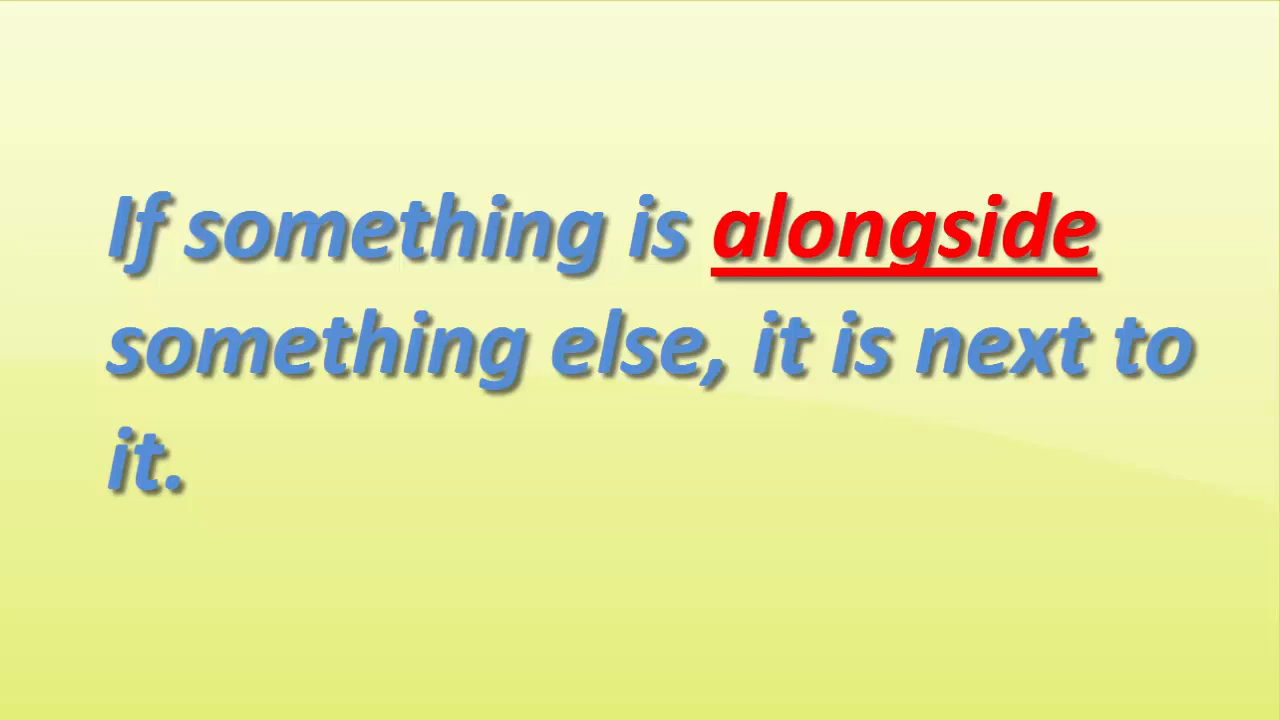 If something is alongside
something else, it is next to
it.